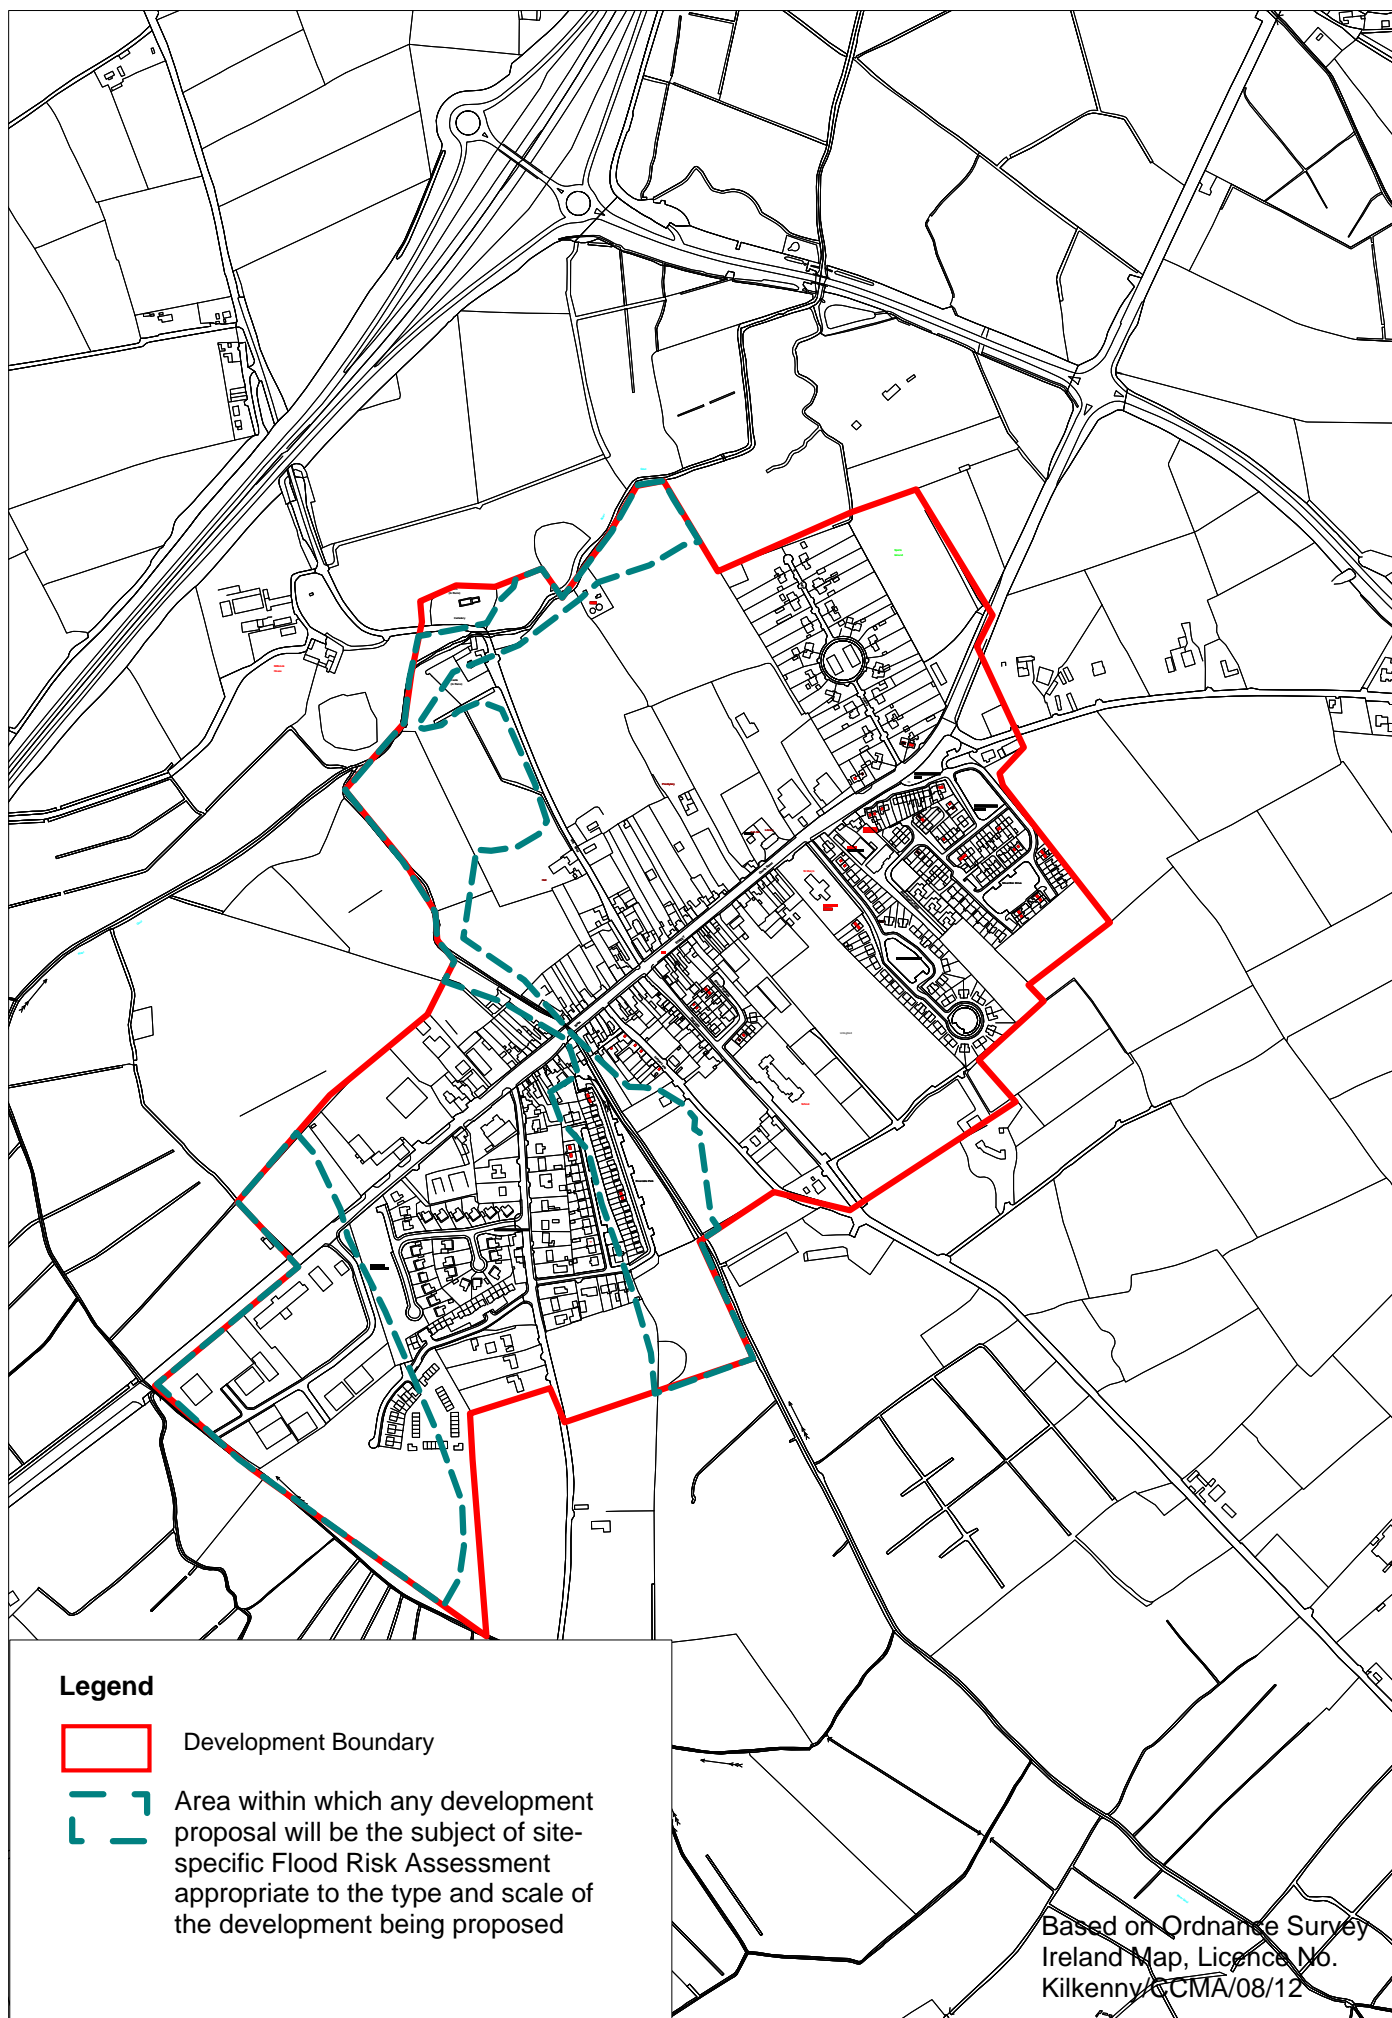 Legend
Development Boundary
Area within which any development
proposal will be the subject of site-
specific Flood Risk Assessment
appropriate to the type and scale of
the development being proposed
Based on Ordnance Survey
Ireland Map, Licence No.
Kilkenny/CCMA/08/12